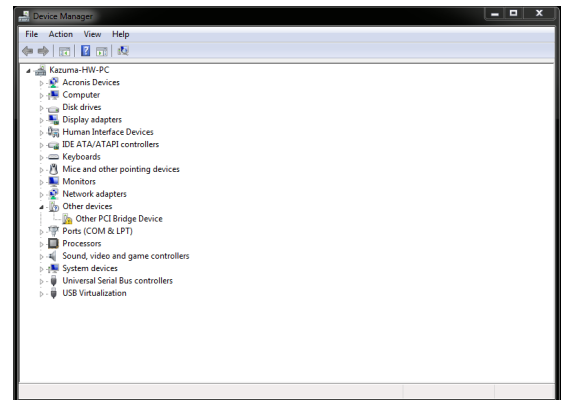 Device Manager
File Action View Help
Kazuma-HW-PC
Acronis Devices
Computer
Disk drives
Display adapters
Human Interface Devices
IDE ATA/ATAPI controllers
Keyboards
Mice and other pointing devices
Monitors
Network adapters
Other devices
Other PCI Bridge Device
Ports (COM & LPT)
Processors
Sound, video and game controllers
System devices
Universal Serial Bus controllers
USB Virtualization